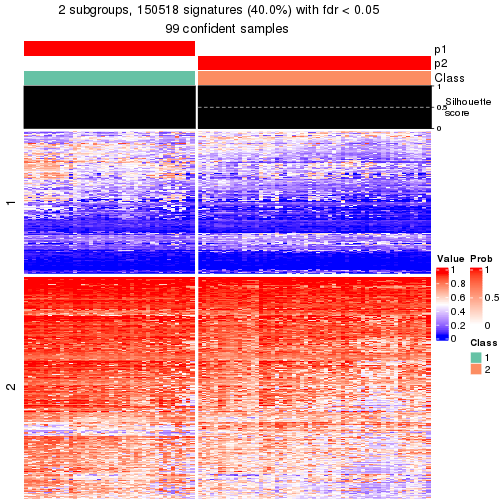 2 subgroups, 150518 signatures (40.0%) with fdr < 0.05
99 confident samples
p1
p2
Class
1
0.5
0
Silhouette
score
1
2
Value
1
0.8
0.6
0.4
0.2
0
Prob
1
0.5
0
Class
1
2